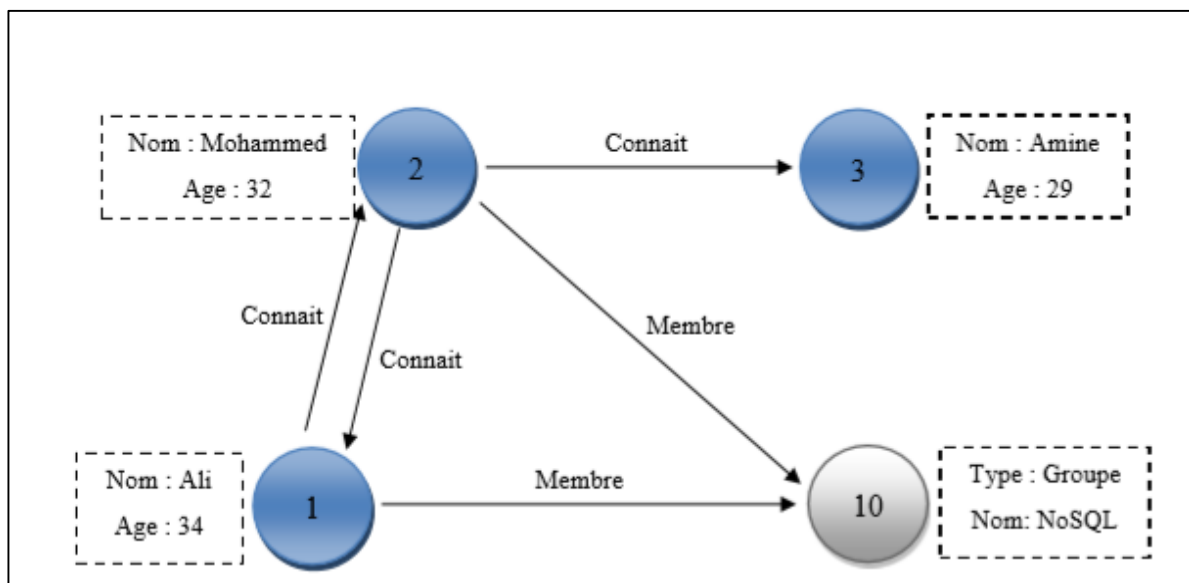 Nom : Mohammed
Age : 32
2
Connait
3
Nom : Amine
Age : 29
Connait
Connait
Membre
Nom : Ali
Age : 34
1
Membre
10
Type : Groupe
Nom: NoSQL